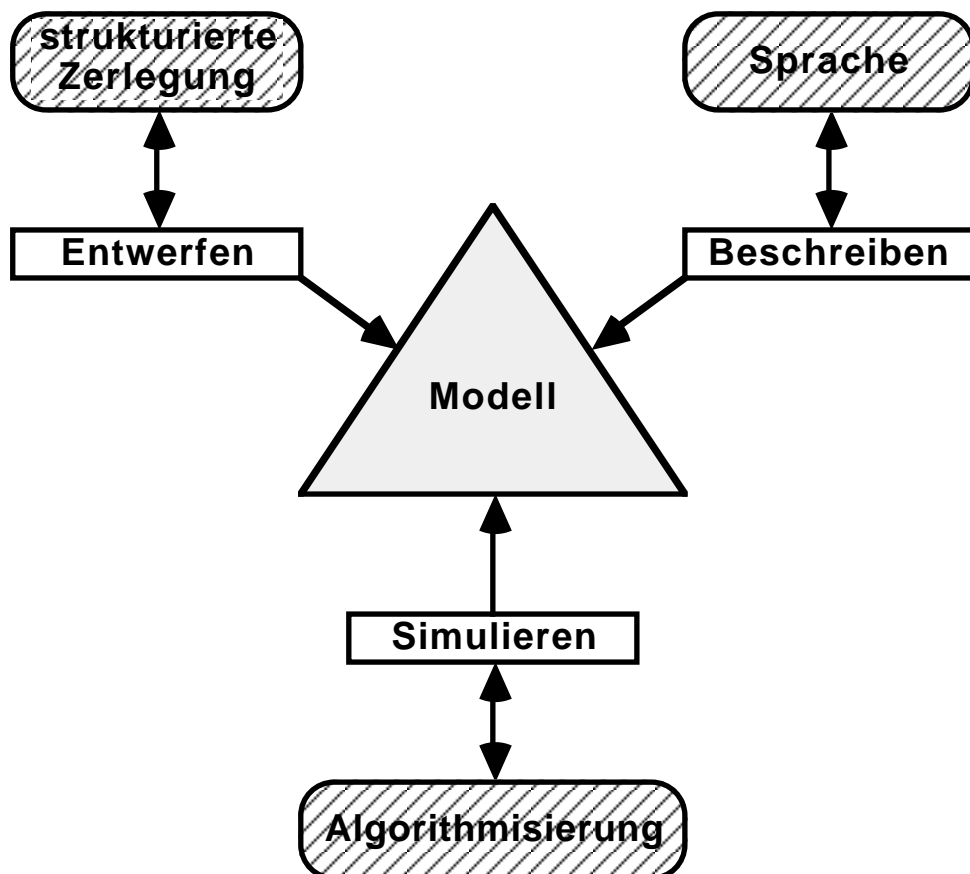 strukturierte
Zerlegung
Sprache
Entwerfen
Beschreiben
Modell
Simulieren
Algorithmisierung